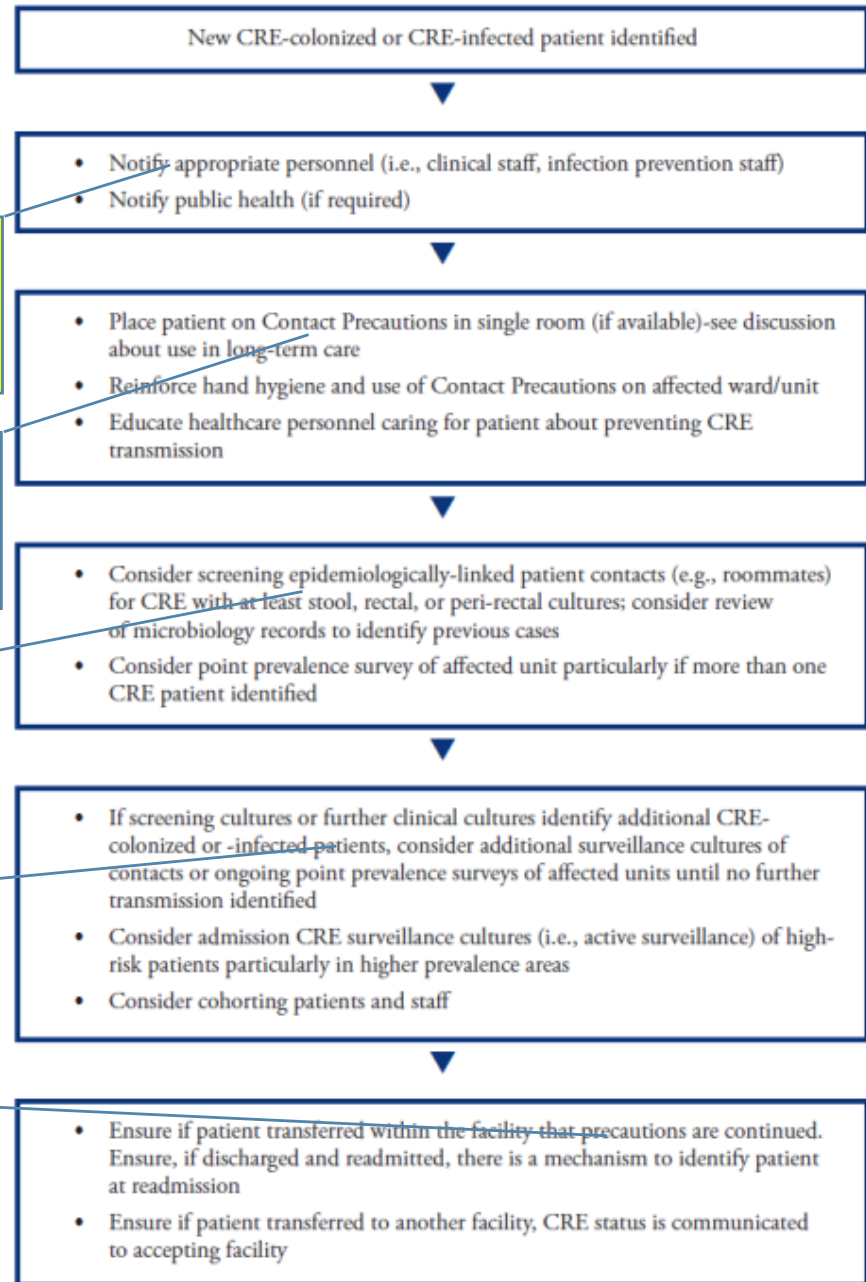 New CRE-colonized or CRE-infected patient identified
• Notify appropriate personnel (i.e., clinical staff, infection prevention staff)
• Notify public health (if required)
• Place patient on Contact Precautions in single room (if available)-see discussion
about use in long-term care
• Reinforce hand hygiene and use of Contact Precautions on affected ward/unit
• Educate healthcare personnel caring for patient about preventing CRE
transmission
• Consider screening epidemiologically-linked patient contacts (e.g., roommates)
for CRE with at least stool, rectal, or peri-rectal cultures; consider review
of microbiology records to identify previous cases
• Consider point prevalence survey of affected unit particularly if more than one
CRE patient identified
• If screening cultures or further clinical cultures identify additional CRE-
colonized or -infected patients, consider additional surveillance cultures of
contacts or ongoing point prevalence surveys of affected units until no further
transmission identified
• Consider admission CRE surveillance cultures (i.e., active surveillance) of high-
risk patients particularly in higher prevalence areas
• Consider cohorting patients and staff
• Ensure if patient transferred within the facility that precautions are continued.
Ensure, if discharged and readmitted, there is a mechanism to identify patient
at readmission
• Ensure if patient transferred to another facility, CRE status is communicated
to accepting facility